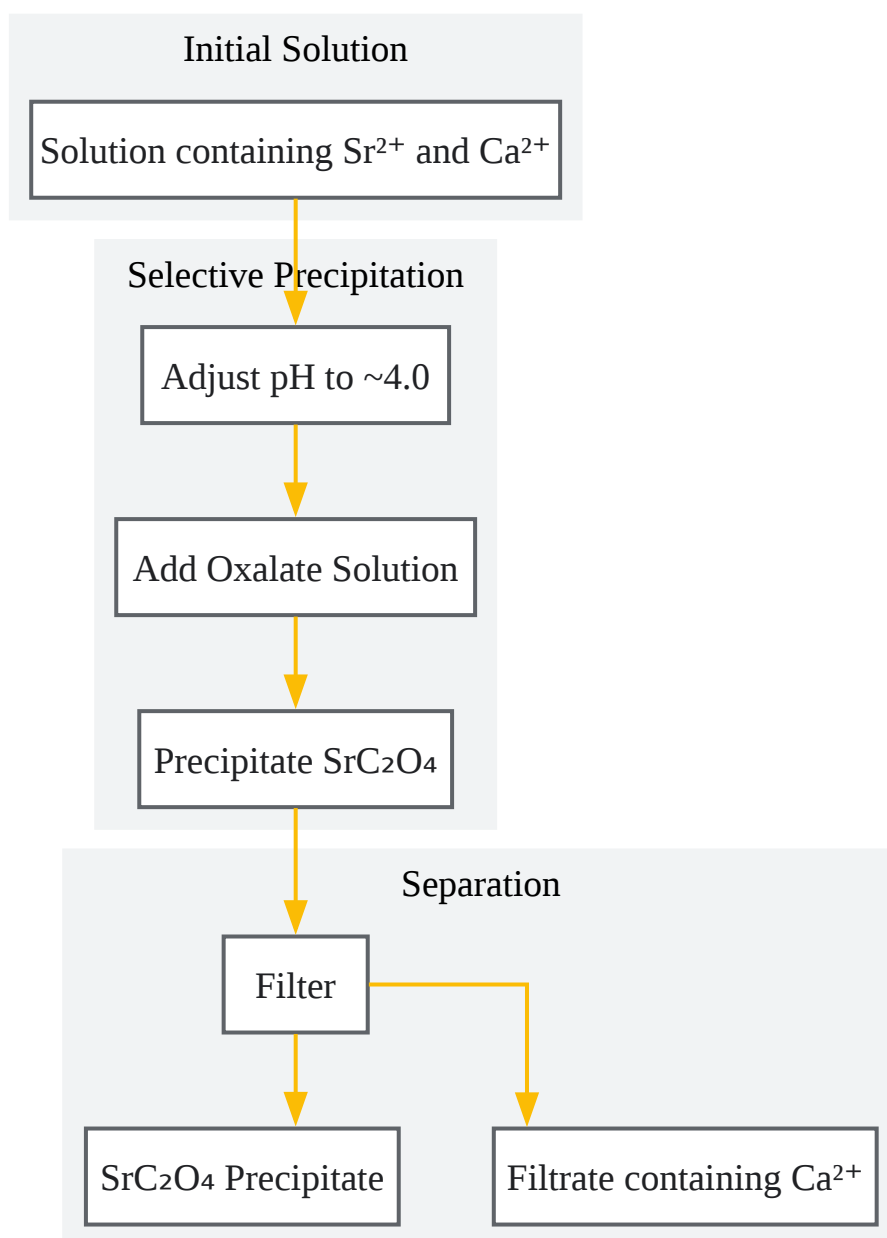 Initial Solution
Solution containing Sr²⁺ and Ca²⁺
Selective Precipitation
Adjust pH to ~4.0
Add Oxalate Solution
Precipitate SrC₂O₄
Separation
Filter
SrC₂O₄ Precipitate
Filtrate containing Ca²⁺